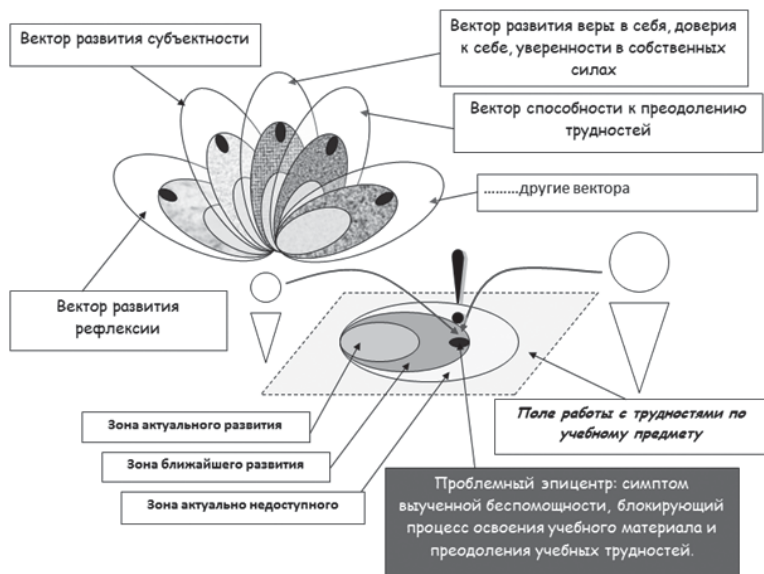 Вектор развития субъектности
Вектор развития веры в себя, доверия
к себе, уверенности в собственных
силах
Вектор способности к преодолению
трудностей
………другие вектора
Вектор развития
рефлексии
Зона актуального развития
Зона ближайшего развития
Зона актуально недоступного
Поле работы с трудностями по
учебному предмету
Проблемный эпицентр: симптом
выученной беспомощности, блокирующий
процесс освоения учебного материала и
преодоления учебных трудностей.